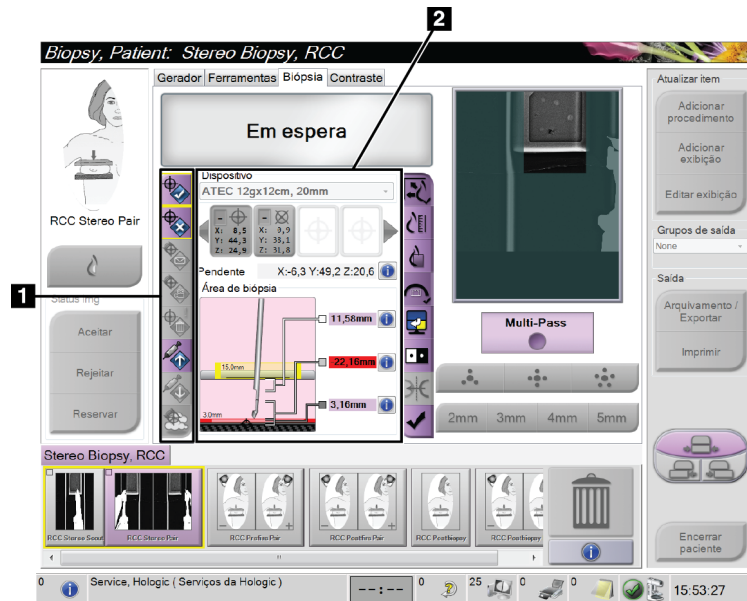 2
Biopsy, Patient: Stereo Biopsy, RCC
Gerador Ferramentas Biópsia Contraste
Atualizar item
Adicionar
procedimento
Adicionar
exibição
Editar exibição
Grupos de saída
None
Saída
Arquivamento /
Exportar
Imprimir
Encerrar
paciente
RCC Stereo Pair
Status Img
Aceitar
Rejeitar
Reservar
1
Em espera
Dispositivo
ATEC 12gx12cm, 20mm
X: 8,5
Y: 44,3
Z: 24,9
X: 0,9
Y: 33,1
Z: 31,8
Pendente X:-6,3 Y:49,2 Z:20,6
Área de biópsia
11,58mm
15,0mm
22,16mm
3,16mm
3.0mm
Multi-Pass
2mm 3mm 4mm 5mm
Stereo Biopsy, RCC
RCC Stereo Scout
RCC Stereo Pair
RCC Prefire Pair
RCC Postfire Pair
RCC Postbiopsy
RCC Postbiopsy
0 Service, Hologic ( Serviços da Hologic )
--:-- 0 25 0 0 15:53:27